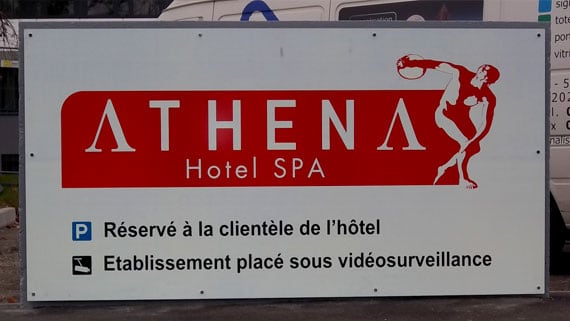 ATHENA
Hotel SPA
P Réservé à la clientèle de l'hôtel
Etablissement placé sous vidéosurveillance